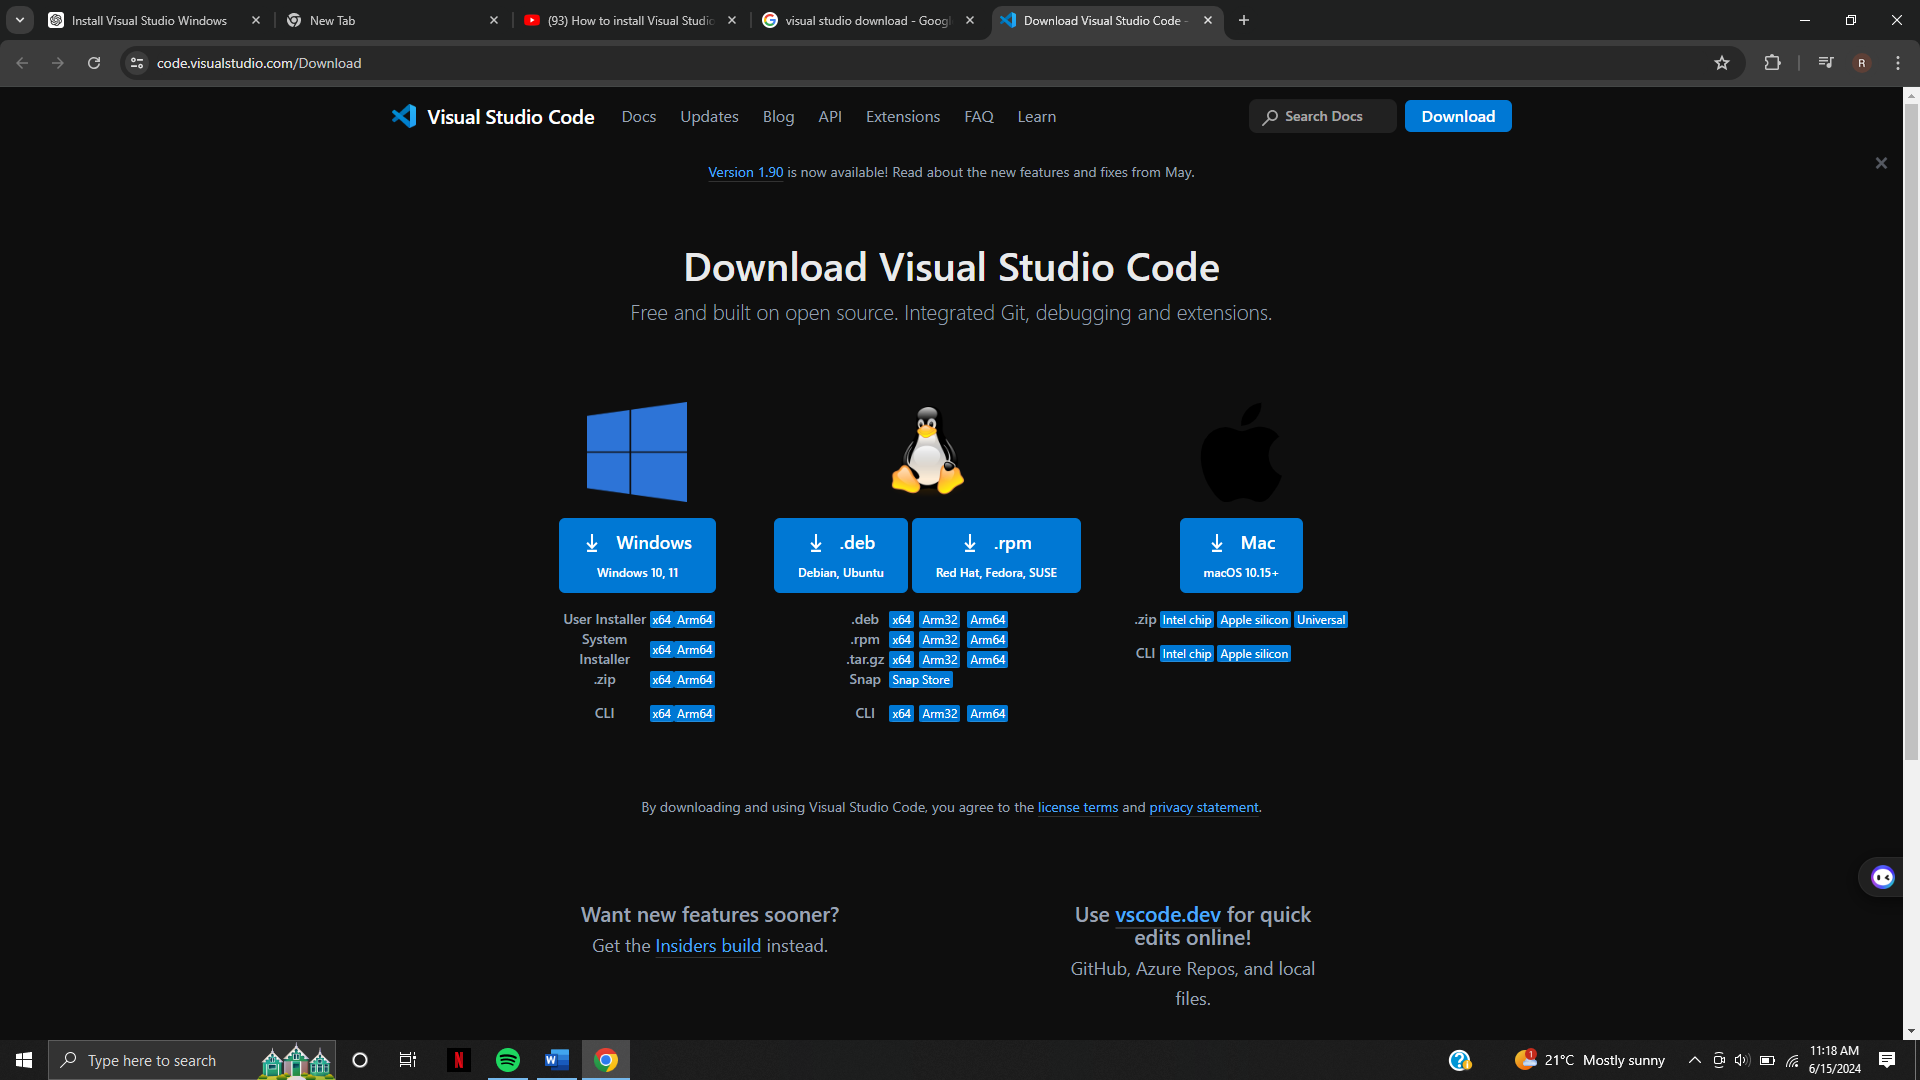 Install Visual Studio Windows
New Tab
(93) How to install Visual Studio
visual studio download - Google
Download Visual Studio Code -
code.visualstudio.com/Download
R
Visual Studio Code
Docs
Updates
Blog
API
Extensions
FAQ
Learn
Search Docs
Download
Version 1.90 is now available! Read about the new features and fixes from May.
Download Visual Studio Code
Free and built on open source. Integrated Git, debugging and extensions.
Windows
Windows 10, 11
.deb
Debian, Ubuntu
.rpm
Red Hat, Fedora, SUSE
Mac
macOS 10.15+
User Installer x64 Arm64
System
Installer
x64 Arm64
.zip x64 Arm64
CLI x64 Arm64
.deb x64 Arm32 Arm64
.rpm x64 Arm32 Arm64
.tar.gz x64 Arm32 Arm64
Snap Snap Store
CLI x64 Arm32 Arm64
.zip Intel chip Apple silicon Universal
CLI Intel chip Apple silicon
By downloading and using Visual Studio Code, you agree to the license terms and privacy statement.
Want new features sooner?
Get the Insiders build instead.
Use vscode.dev for quick
edits online!
GitHub, Azure Repos, and local
files.
Type here to search
N
W
?
1
21°C Mostly sunny
11:18 AM
6/15/2024